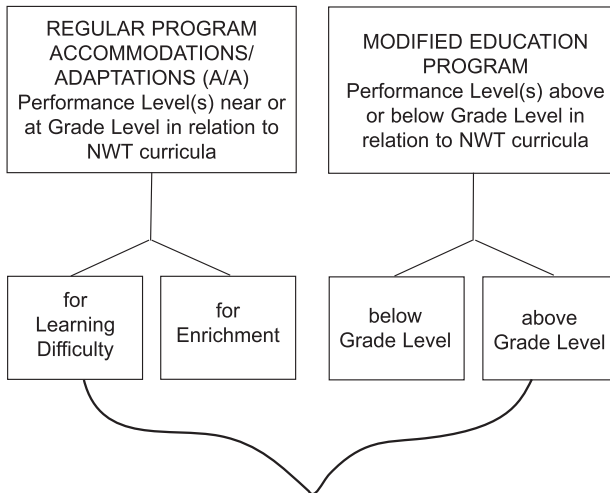 REGULAR PROGRAM
ACCOMMODATIONS/
ADAPTATIONS (A/A)
Performance Level(s) near or
at Grade Level in relation to
NWT curricula
MODIFIED EDUCATION
PROGRAM
Performance Level(s) above
or below Grade Level in
relation to NWT curricula
for
Learning
Difficulty
for
Enrichment
below
Grade Level
above
Grade Level